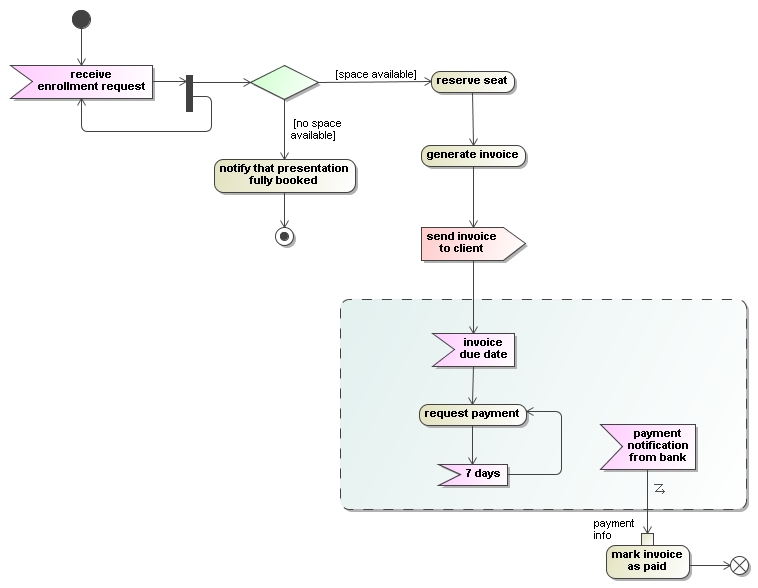 receive
enrollment request
[space available]
reserve seat
[no space
available]
notify that presentation
fully booked
generate invoice
send invoice
to client
invoice
due date
request payment
7 days
payment
notification
from bank
payment
info
mark invoice
as paid